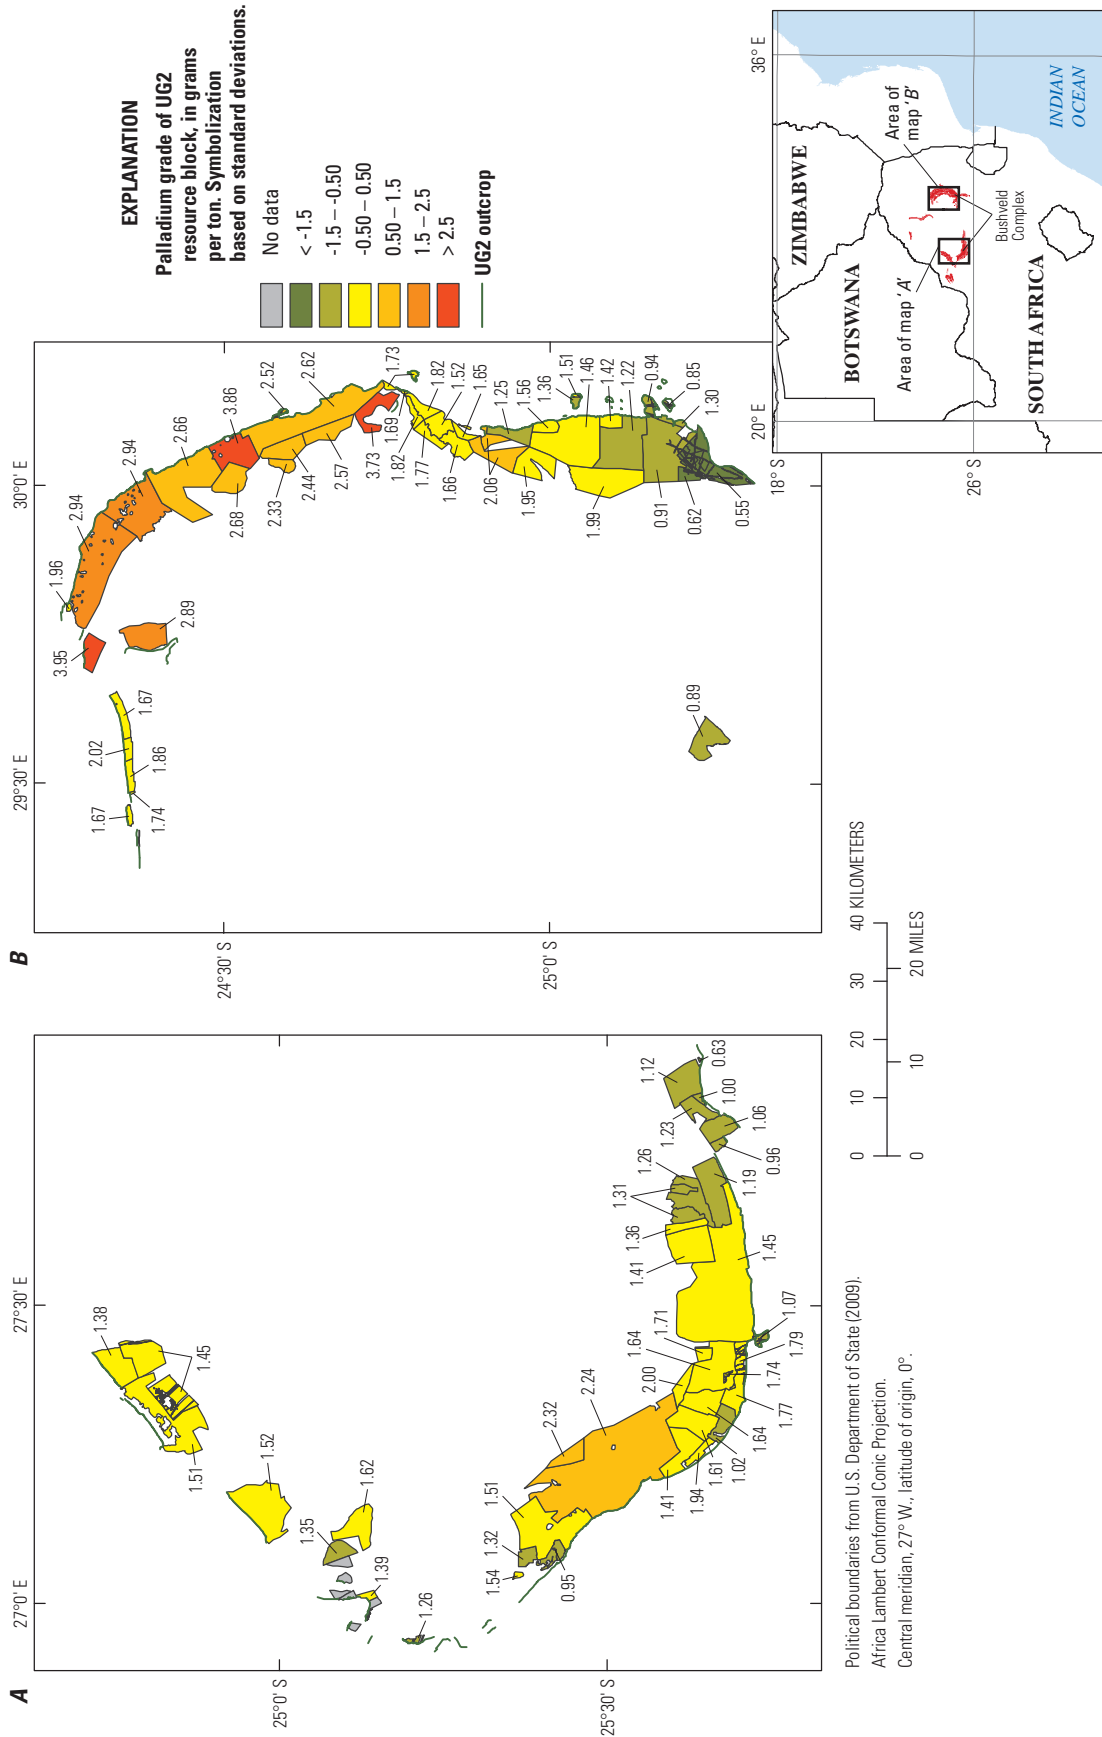 A
27°0' E
27°30' E
25°0' S
25°30' S
1.38
1.45
1.51
1.52
1.62
1.35
1.39
1.26
1.54
1.32
1.51
0.95
2.32
2.24
2.00
1.64
1.71
1.41
1.94
1.61
1.02
1.64
1.77
1.74
1.79
1.07
1.45
1.41
1.36
1.31
1.26
1.19
0.96
1.06
1.23
1.00
1.12
0.63
B
29°30' E
30°0' E
24°30' S
25°0' S
1.67
1.74
1.86
2.02
1.67
3.95
2.89
1.96
2.94
2.94
2.66
3.86
2.68
2.52
2.62
2.33
2.44
2.57
3.73
1.73
1.69
1.82
1.82
1.77
1.52
1.65
1.66
1.25
2.06
1.95
1.56
1.36
1.51
1.46
1.99
1.42
1.22
0.94
0.91
0.85
1.30
0.62
0.55
0.89
EXPLANATION
Palladium grade of UG2
resource block, in grams
per ton. Symbolization
based on standard deviations.
No data
< -1.5
-1.5 – -0.50
-0.50 – 0.50
0.50 – 1.5
1.5 – 2.5
> 2.5
UG2 outcrop
Political boundaries from U.S. Department of State (2009).
Africa Lambert Conformal Conic Projection.
Central meridian, 27° W., latitude of origin, 0°.
0 10 20 30 40 KILOMETERS
0 10 20 MILES
20° E
36° E
18° S
26° S
ZIMBABWE
BOTSWANA
SOUTH AFRICA
Area of map 'A'
Area of
map 'B'
Bushveld
Complex
INDIAN
OCEAN